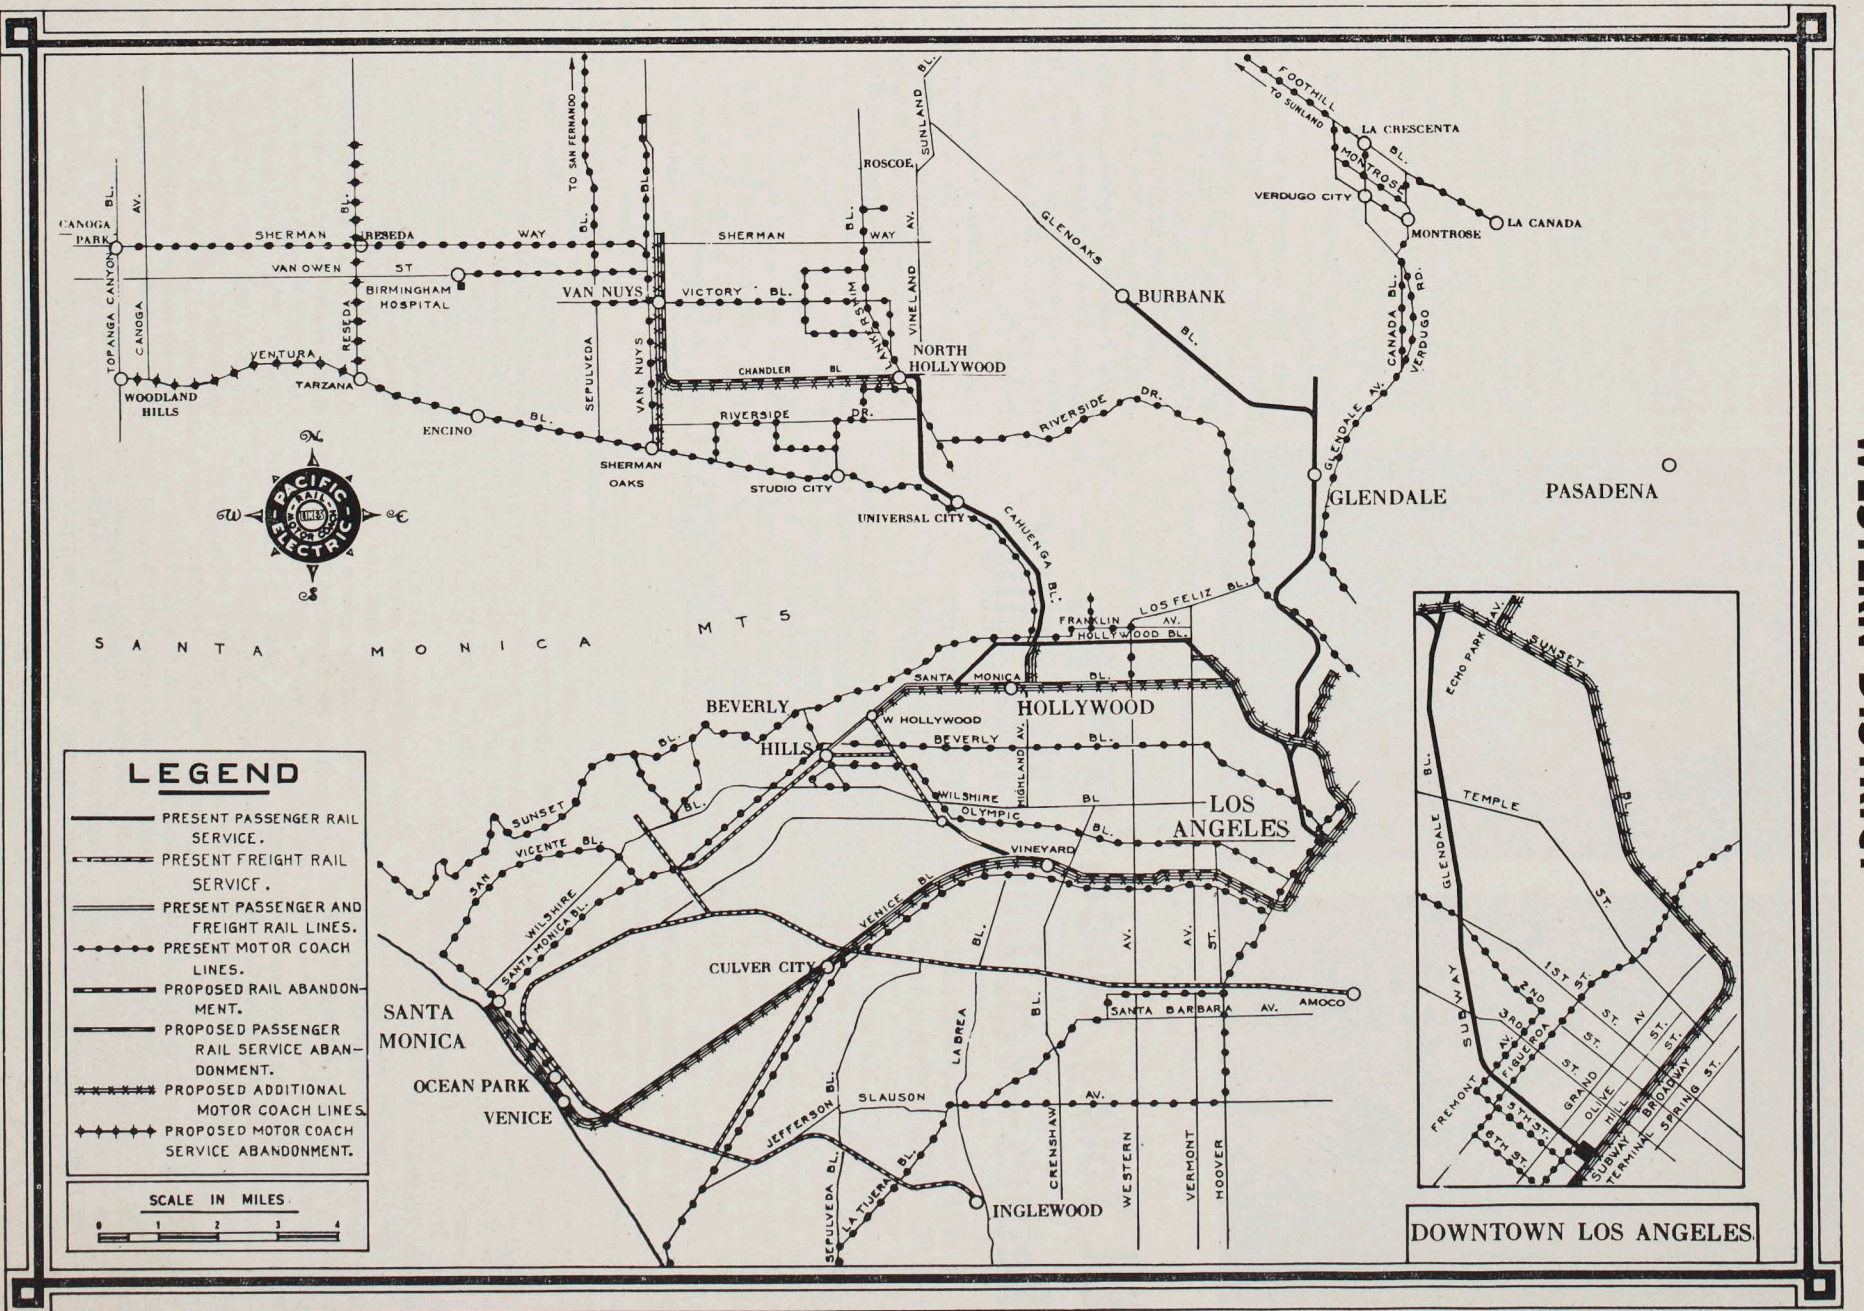 TO SAN FERNANDO
SUNLAND
BL.
FOOTHILL
TO SUNLAND
LA CRESCENTA
BL.
MONTROSE
VERDUGO CITY
MONTROSE
LA CANADA
ROSCOE
CANOGA
PARK
BL.
AV.
BL.
SHERMAN
RESEDA
WAY
BL.
BL.
SHERMAN
WAY
BL.
AV.
GLENOAKS
VAN OWEN
ST
BIRMINGHAM
HOSPITAL
VAN NUYS
VICTORY BL.
LANKERSHIM
VINELAND
BURBANK
BL.
CANADA BL.
VERDUGO
RD.
TOPANGA CANYON
CANOGA
VENTURA
RESEDA
TARZANA
SEPULVEDA
VAN NUYS
CHANDLER
BL
NORTH
HOLLYWOOD
WOODLAND
HILLS
ENCINO
BL.
RIVERSIDE
DR.
RIVERSIDE
DR.
GLENDALE AV.
SHERMAN
OAKS
STUDIO CITY
UNIVERSAL CITY
CAHUENGA
BL.
GLENDALE
PASADENA
N
W
E
S
PACIFIC
ELECTRIC
RAIL
LINES
MOTOR COACH
SANTA MONICA MTS
FRANKLIN
AV.
LOS FELIZ BL.
HOLLYWOOD BL.
SANTA MONICA
BL.
HOLLYWOOD
BEVERLY
HILLS
W HOLLYWOOD
BEVERLY
BL.
HIGHLAND AV.
BL.
SUNSET
BL.
WILSHIRE
BL
OLYMPIC
BL.
LOS
ANGELES
SAN
VICENTE BL.
VINEYARD
VENICE
BL
WILSHIRE
SANTA MONICA BL.
CULVER CITY
BL.
AV.
AV.
ST.
AMOCO
SANTA BARBARA
AV.
SANTA
MONICA
LA BREA
BL.
OCEAN PARK
VENICE
JEFFERSON
BL.
SLAUSON
AV.
SEPULVEDA BL.
LA TIJERA
BL.
CRENSHAW
WESTERN
VERMONT
HOOVER
INGLEWOOD
LEGEND
PRESENT PASSENGER RAIL
SERVICE.
PRESENT FREIGHT RAIL
SERVICE.
PRESENT PASSENGER AND
FREIGHT RAIL LINES.
PRESENT MOTOR COACH
LINES.
PROPOSED RAIL ABANDON-
MENT.
PROPOSED PASSENGER
RAIL SERVICE ABAN-
DONMENT.
PROPOSED ADDITIONAL
MOTOR COACH LINES.
PROPOSED MOTOR COACH
SERVICE ABANDONMENT.
SCALE IN MILES
0 1 2 3 4
ECHO PARK
AV.
SUNSET
BL.
BL.
GLENDALE
TEMPLE
ST.
SUBWAY
1ST
ST.
2ND
ST.
3RD
ST.
AV.
FIGUEROA
ST.
FREMONT
5TH ST.
6TH ST.
GRAND
AV
OLIVE
ST.
HILL
ST.
BROADWAY
SPRING ST.
SUBWAY
TERMINAL
DOWNTOWN LOS ANGELES